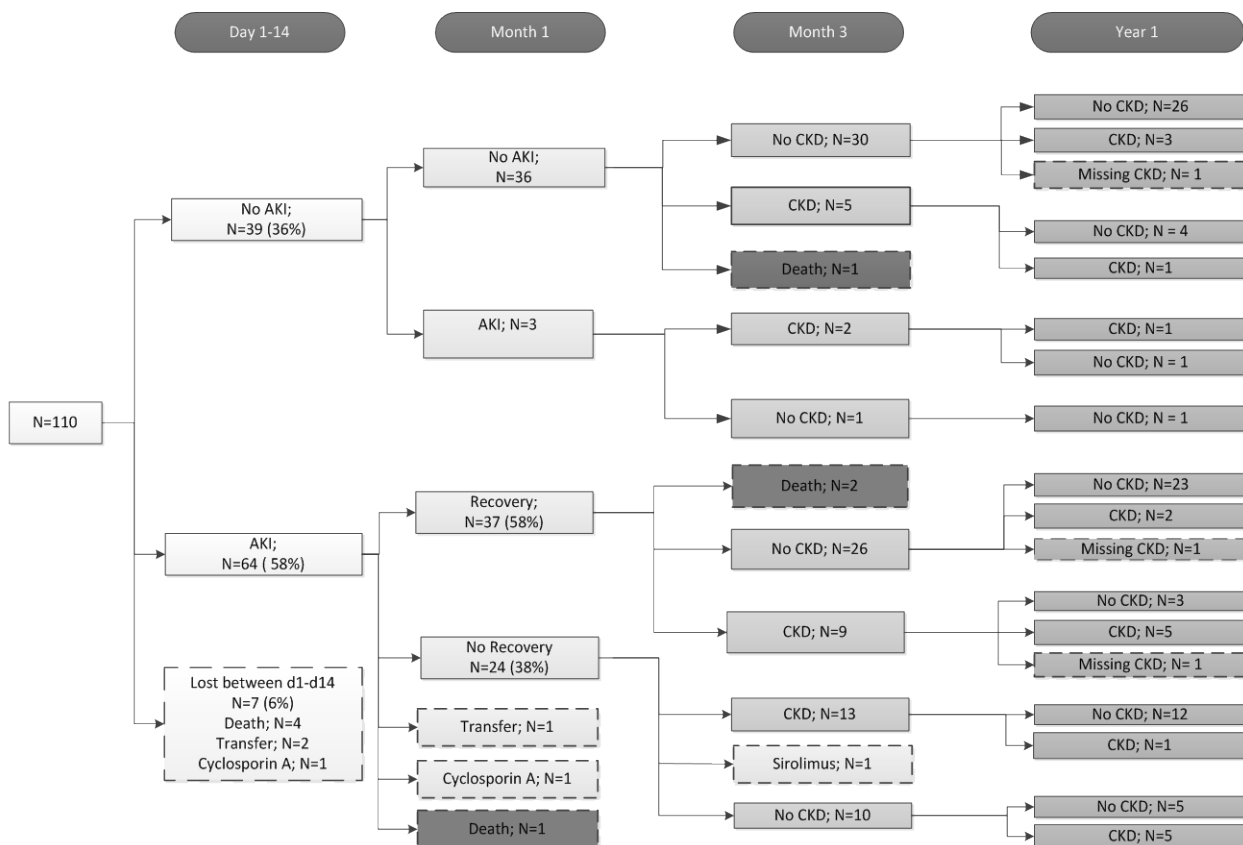 Day 1-14
Month 1
Month 3
Year 1
N=110
No AKI;
N=39 (36%)
AKI;
N=64 ( 58%)
Lost between d1-d14
N=7 (6%)
Death; N=4
Transfer; N=2
Cyclosporin A; N=1
No AKI;
N=36
AKI; N=3
Recovery;
N=37 (58%)
No Recovery
N=24 (38%)
Transfer; N=1
Cyclosporin A; N=1
Death; N=1
No CKD; N=30
CKD; N=5
Death; N=1
CKD; N=2
No CKD; N=1
Death; N=2
No CKD; N=26
CKD; N=9
CKD; N=13
Sirolimus; N=1
No CKD; N=10
No CKD; N=26
CKD; N=3
Missing CKD; N= 1
No CKD; N = 4
CKD; N=1
CKD; N=1
No CKD; N = 1
No CKD; N = 1
No CKD; N=23
CKD; N=2
Missing CKD; N=1
No CKD; N=3
CKD; N=5
Missing CKD; N= 1
No CKD; N=12
CKD; N=1
No CKD; N=5
CKD; N=5